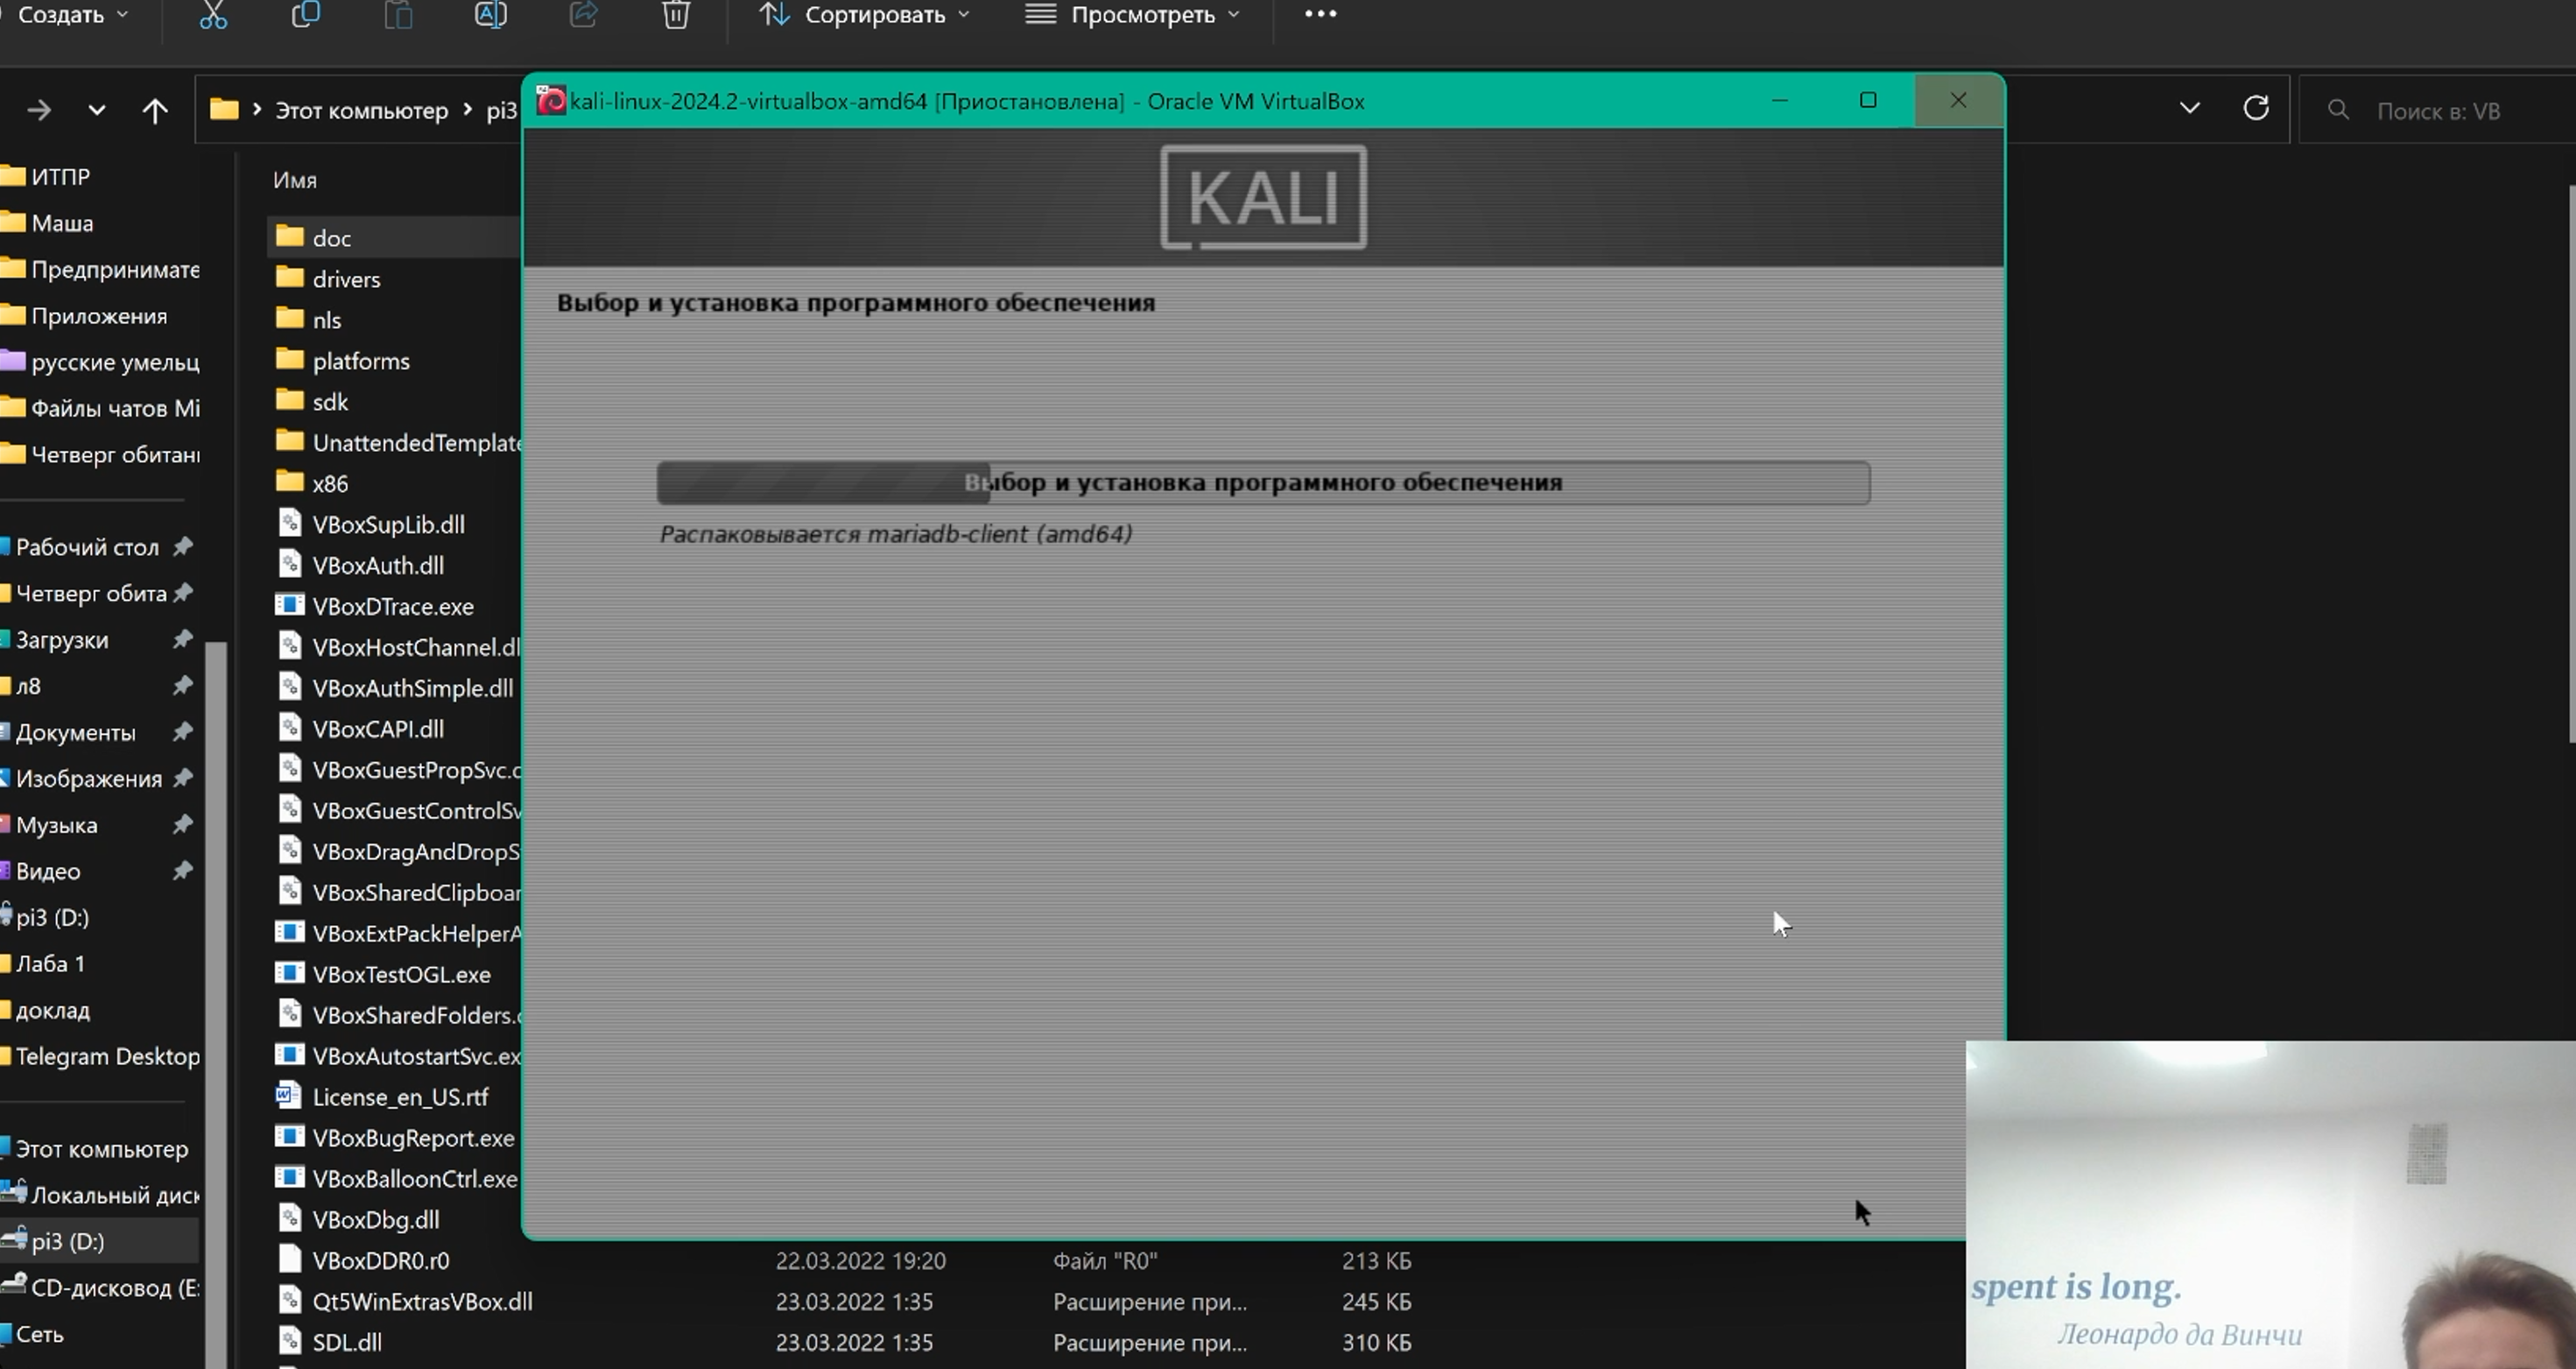 Создать
Сортировать
Просмотреть
Этот компьютер
pi3
Поиск в: VB
kali-linux-2024.2-virtualbox-amd64 [Приостановлена] - Oracle VM VirtualBox
KALI
Выбор и установка программного обеспечения
Выбор и установка программного обеспечения
Распаковывается mariadb-client (amd64)
ИТПР
Маша
Предпринимате
Приложения
русские умельц
Файлы чатов Mi
Четверг обитани
Рабочий стол
Четверг обита
Загрузки
л8
Документы
Изображения
Музыка
Видео
pi3 (D:)
Лаба 1
доклад
Telegram Desktop
Этот компьютер
Локальный диск
pi3 (D:)
CD-дисковод (E:
Сеть
Имя
doc
drivers
nls
platforms
sdk
UnattendedTemplate
x86
VBoxSupLib.dll
VBoxAuth.dll
VBoxDTrace.exe
VBoxHostChannel.dl
VBoxAuthSimple.dll
VBoxCAPI.dll
VBoxGuestPropSvc.d
VBoxGuestControlSv
VBoxDragAndDropS
VBoxSharedClipboar
VBoxExtPackHelperA
VBoxTestOGL.exe
VBoxSharedFolders.d
VBoxAutostartSvc.ex
License_en_US.rtf
VBoxBugReport.exe
VBoxBalloonCtrl.exe
VBoxDbg.dll
VBoxDDR0.r0 22.03.2022 19:20 Файл "R0" 213 КБ
Qt5WinExtrasVBox.dll 23.03.2022 1:35 Расширение при... 245 КБ
SDL.dll 23.03.2022 1:35 Расширение при... 310 КБ
spent is long.
Леонардо да Винчи